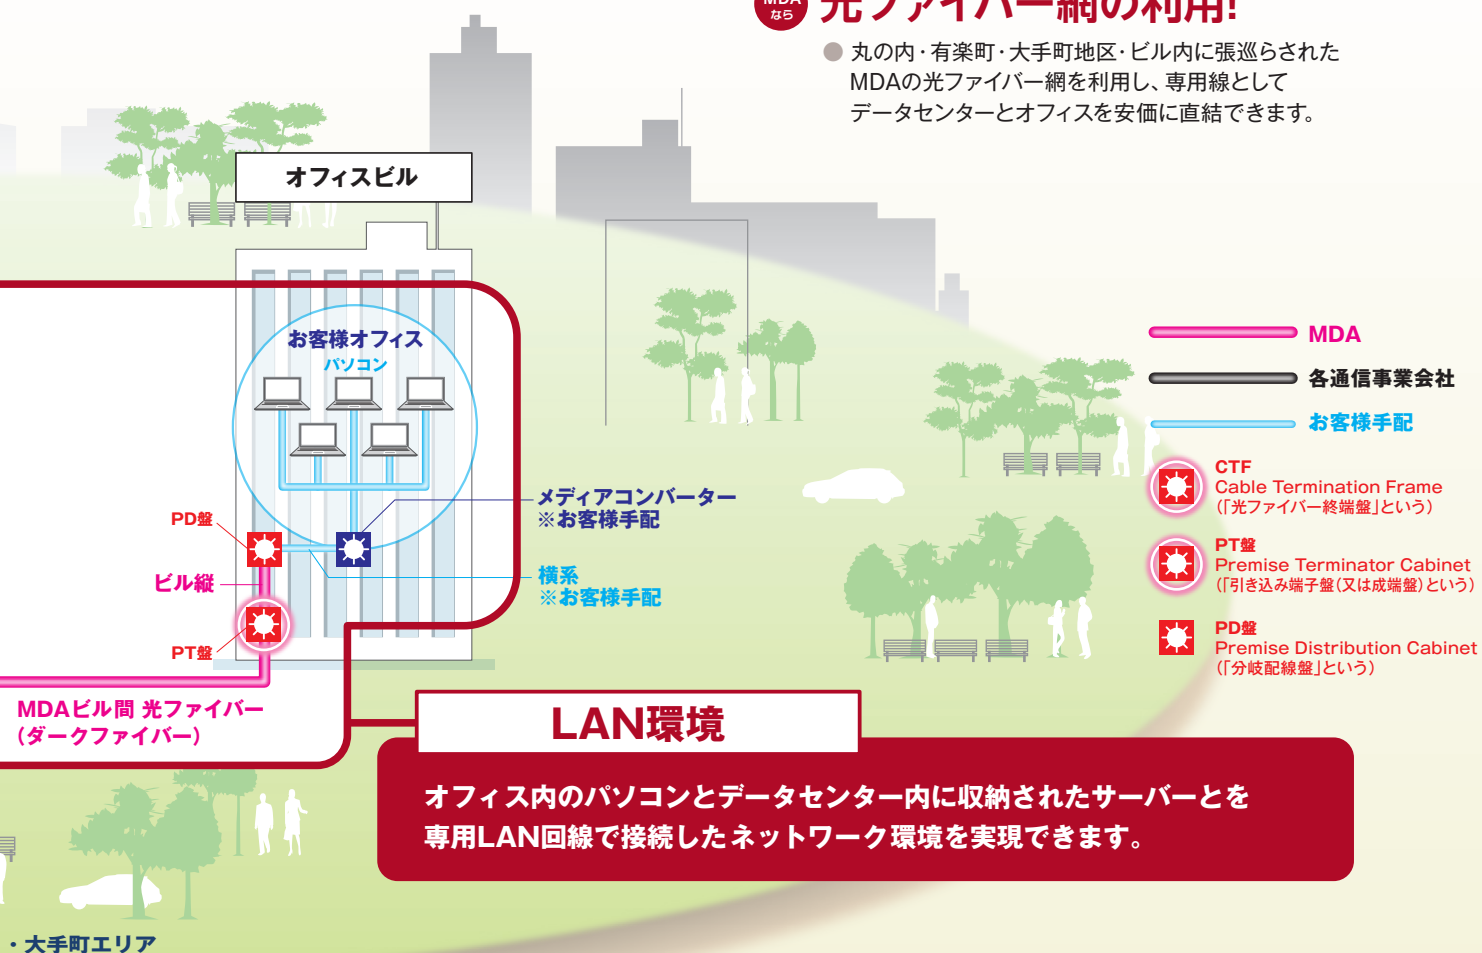 MDA
なら
光ファイバー網の利用!
● 丸の内・有楽町・大手町地区・ビル内に張巡らされた
MDAの光ファイバー網を利用し、専用線として
データセンターとオフィスを安価に直結できます。
オフィスビル
お客様オフィス
パソコン
メディアコンバーター
※お客様手配
PD盤
ビル縦
横系
※お客様手配
PT盤
MDAビル間 光ファイバー
(ダークファイバー)
MDA
各通信事業会社
お客様手配
CTF
Cable Termination Frame
(「光ファイバー終端盤」という)
PT盤
Premise Terminator Cabinet
(「引き込み端子盤(又は成端盤)という)
PD盤
Premise Distribution Cabinet
(「分岐配線盤」という)
LAN環境
オフィス内のパソコンとデータセンター内に収納されたサーバーとを
専用LAN回線で接続したネットワーク環境を実現できます。
・大手町エリア